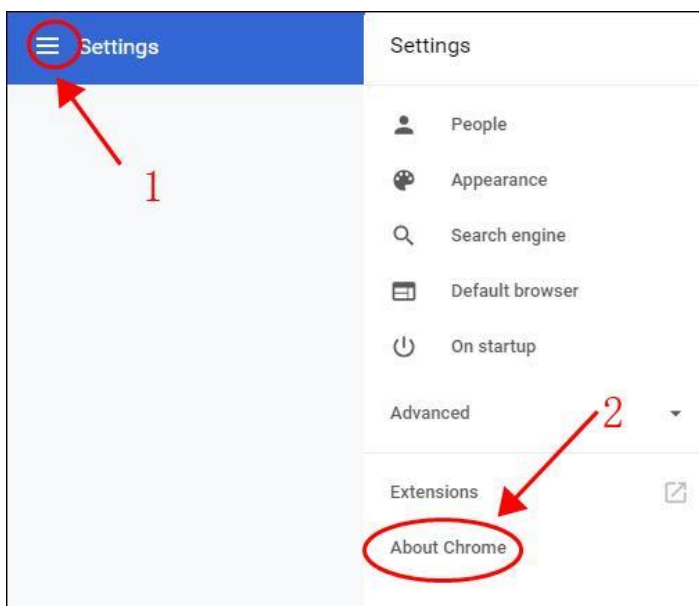 Settings
1
Settings
People
Appearance
Search engine
Default browser
On startup
Advanced
2
Extensions
About Chrome